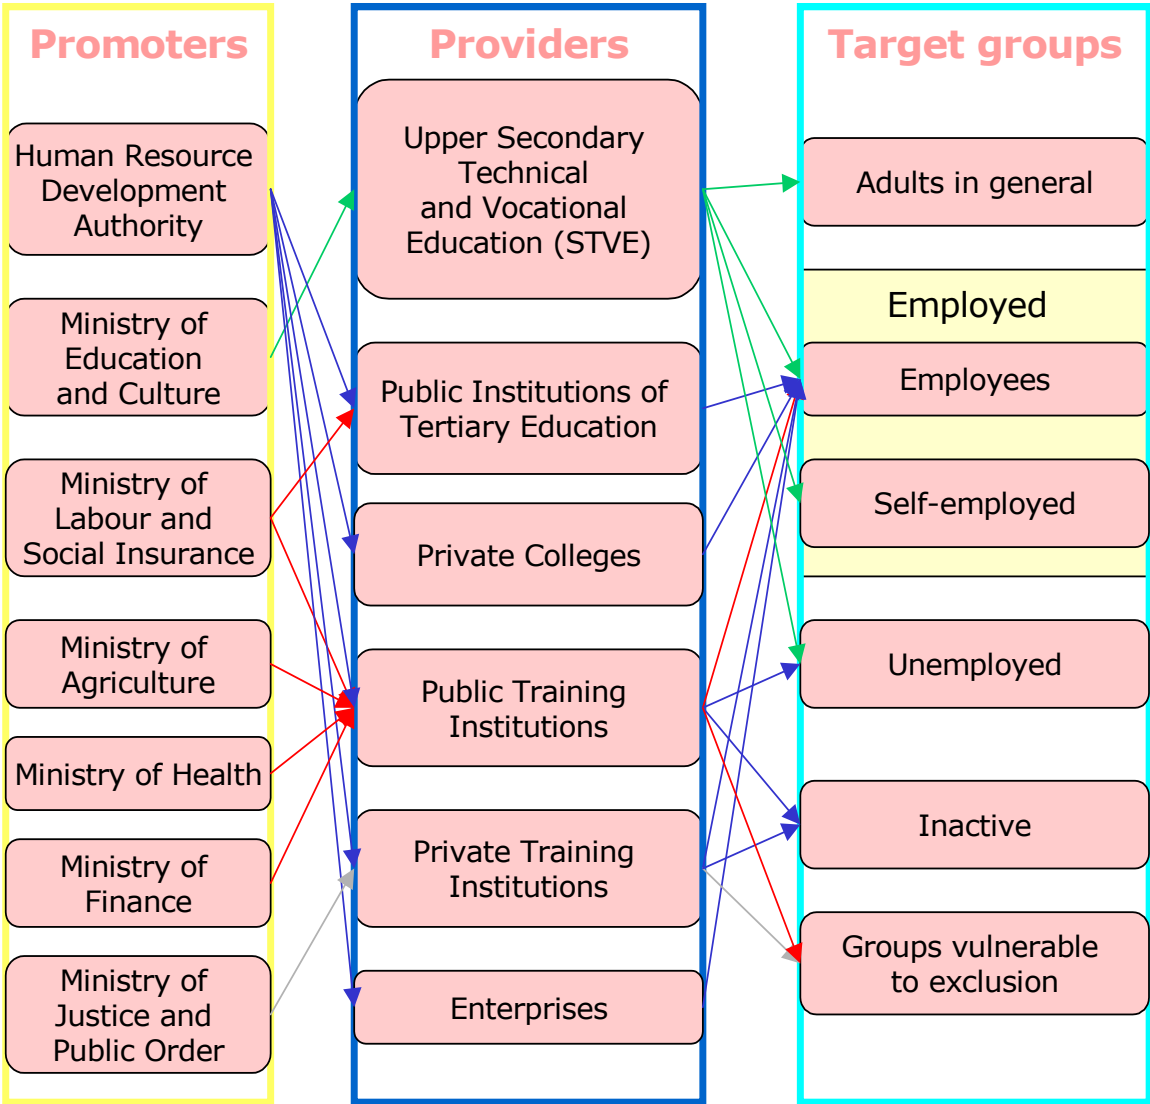 Promoters
Human Resource
Development
Authority
Ministry of
Education
and Culture
Ministry of
Labour and
Social Insurance
Ministry of
Agriculture
Ministry of Health
Ministry of
Finance
Ministry of
Justice and
Public Order
Providers
Upper Secondary
Technical
and Vocational
Education (STVE)
Public Institutions of
Tertiary Education
Private Colleges
Public Training
Institutions
Private Training
Institutions
Enterprises
Target groups
Adults in general
Employed
Employees
Self-employed
Unemployed
Inactive
Groups vulnerable
to exclusion